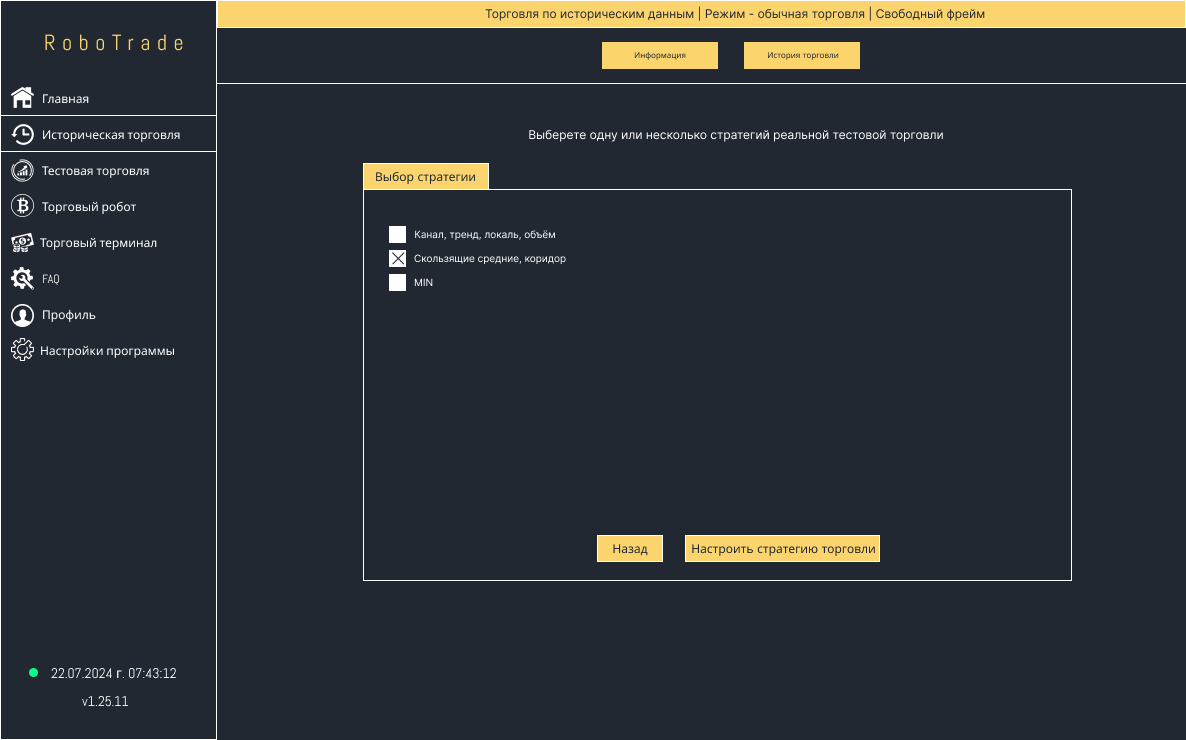 RoboTrade
Главная
Историческая торговля
Тестовая торговля
Торговый робот
Торговый терминал
FAQ
Профиль
Настройки программы
22.07.2024 г. 07:43:12
v1.25.11
Торговля по историческим данным | Режим - обычная торговля | Свободный фрейм
Информация
История торговли
Выберете одну или несколько стратегий реальной тестовой торговли
Выбор стратегии
Канал, тренд, локаль, объём
Скользящие средние, коридор
MIN
Назад
Настроить стратегию торговли